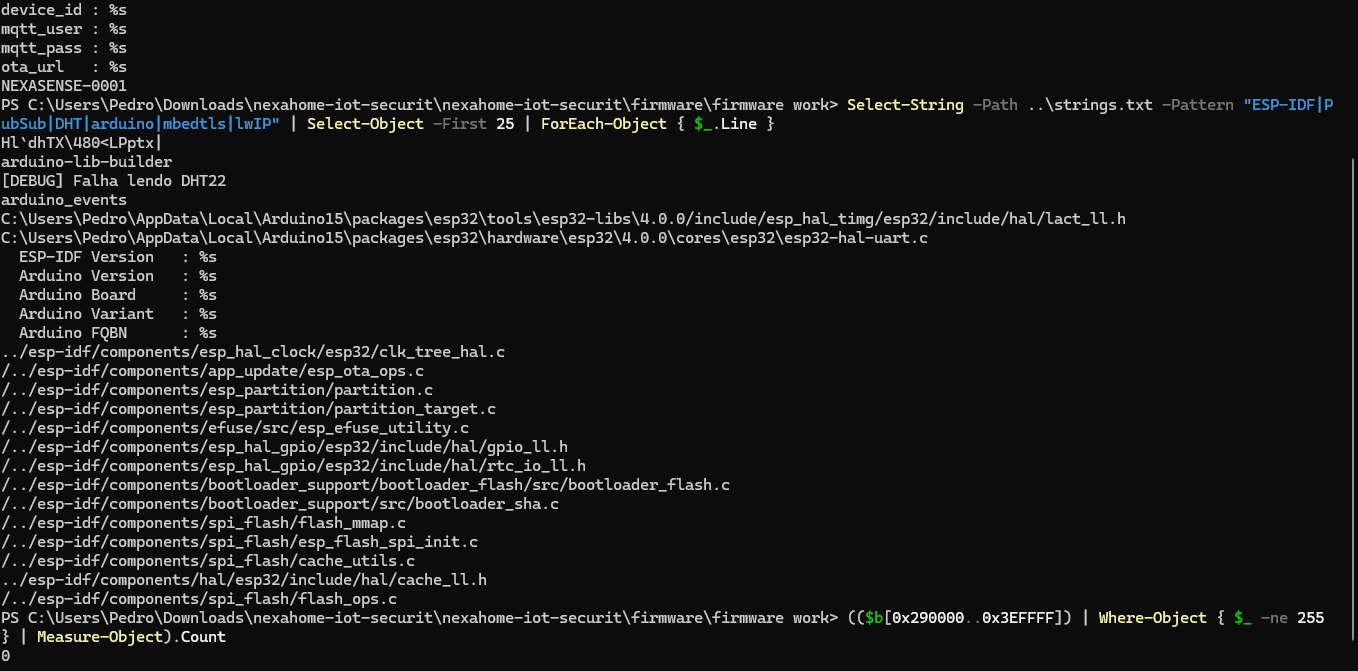 device_id : %s
mqtt_user : %s
mqtt_pass : %s
ota_url   : %s
NEXASENSE-0001
PS C:\Users\Pedro\Downloads\nexahome-iot-securit\nexahome-iot-securit\firmware\firmware work> Select-String -Path ..\strings.txt -Pattern "ESP-IDF|P
ubSub|DHT|arduino|mbedtls|lwIP" | Select-Object -First 25 | ForEach-Object { $_.Line }
Hl`dhTX\480<LPptx|
arduino-lib-builder
[DEBUG] Falha lendo DHT22
arduino_events
C:\Users\Pedro\AppData\Local\Arduino15\packages\esp32\tools\esp32-libs\4.0.0/include/esp_hal_timg/esp32/include/hal/lact_ll.h
C:\Users\Pedro\AppData\Local\Arduino15\packages\esp32\hardware\esp32\4.0.0\cores\esp32\esp32-hal-uart.c
  ESP-IDF Version   : %s
  Arduino Version   : %s
  Arduino Board     : %s
  Arduino Variant   : %s
  Arduino FQBN      : %s
../esp-idf/components/esp_hal_clock/esp32/clk_tree_hal.c
/../esp-idf/components/app_update/esp_ota_ops.c
/../esp-idf/components/esp_partition/partition.c
/../esp-idf/components/esp_partition/partition_target.c
/../esp-idf/components/efuse/src/esp_efuse_utility.c
/../esp-idf/components/esp_hal_gpio/esp32/include/hal/gpio_ll.h
/../esp-idf/components/esp_hal_gpio/esp32/include/hal/rtc_io_ll.h
/../esp-idf/components/bootloader_support/bootloader_flash/src/bootloader_flash.c
/../esp-idf/components/bootloader_support/src/bootloader_sha.c
/../esp-idf/components/spi_flash/flash_mmap.c
/../esp-idf/components/spi_flash/esp_flash_spi_init.c
/../esp-idf/components/spi_flash/cache_utils.c
../esp-idf/components/hal/esp32/include/hal/cache_ll.h
/../esp-idf/components/spi_flash/flash_ops.c
PS C:\Users\Pedro\Downloads\nexahome-iot-securit\nexahome-iot-securit\firmware\firmware work> (($b[0x290000..0x3EFFFF]) | Where-Object { $_ -ne 255
} | Measure-Object).Count
0